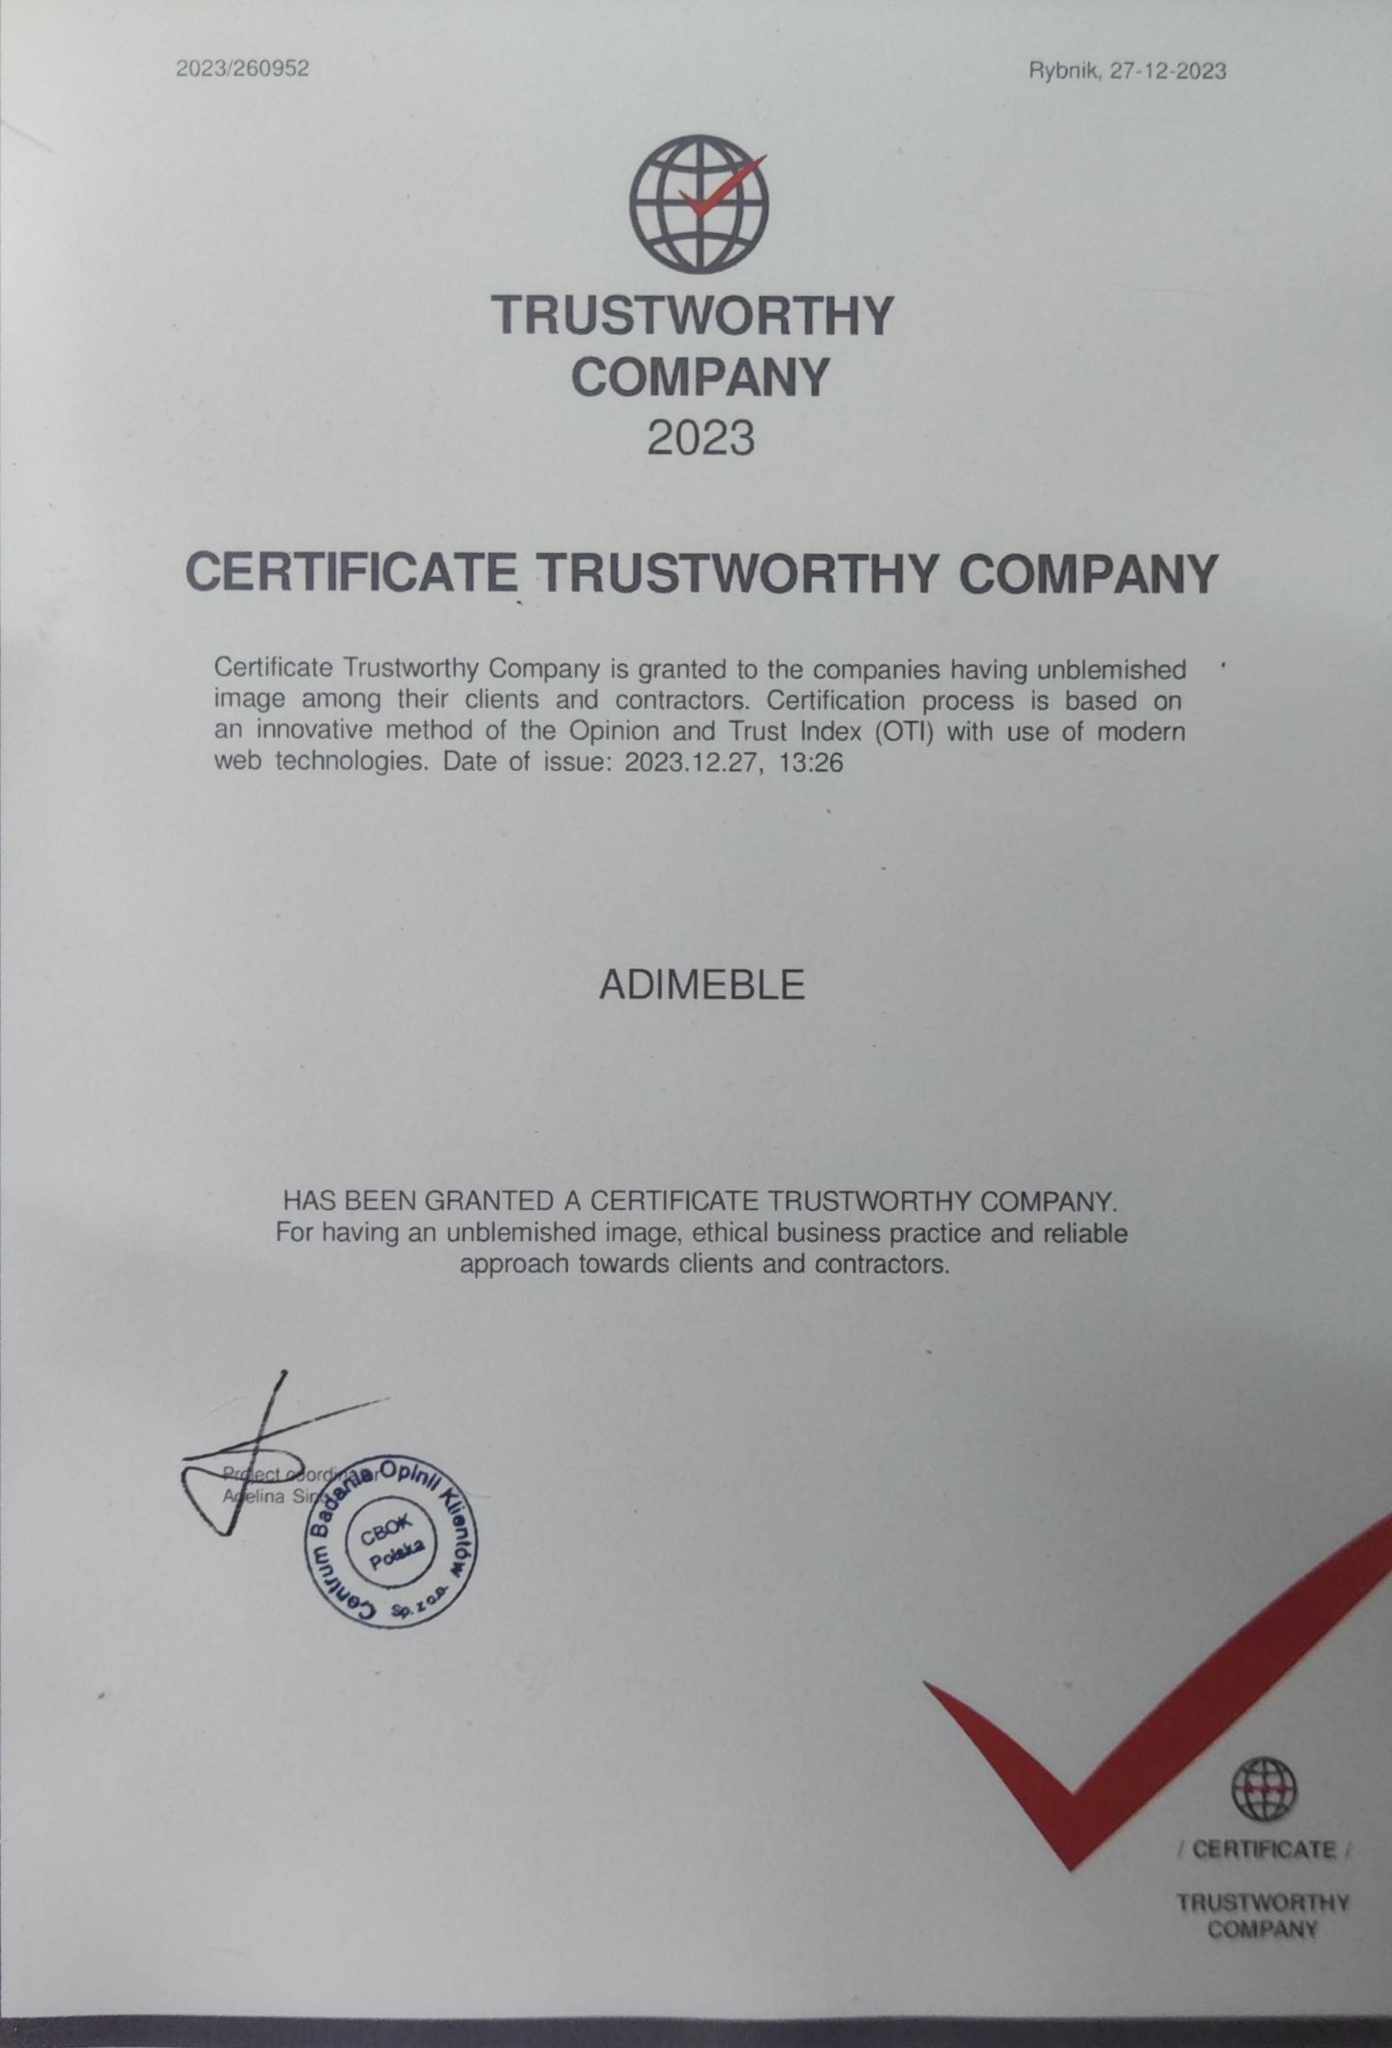 2023/260952
Rybnik, 27-12-2023
TRUSTWORTHY
COMPANY
2023
CERTIFICATE TRUSTWORTHY COMPANY
Certificate Trustworthy Company is granted to the companies having unblemished
image among their clients and contractors. Certification process is based on
an innovative method of the Opinion and Trust Index (OTI) with use of modern
web technologies. Date of issue: 2023.12.27, 13:26
ADIMEBLE
HAS BEEN GRANTED A CERTIFICATE TRUSTWORTHY COMPANY.
For having an unblemished image, ethical business practice and reliable
approach towards clients and contractors.
Project coordinator
Adelina
Centrum Badania Opinii Klientów
Sp. z o.o.
CBOK
Polska
/ CERTIFICATE /
TRUSTWORTHY
COMPANY